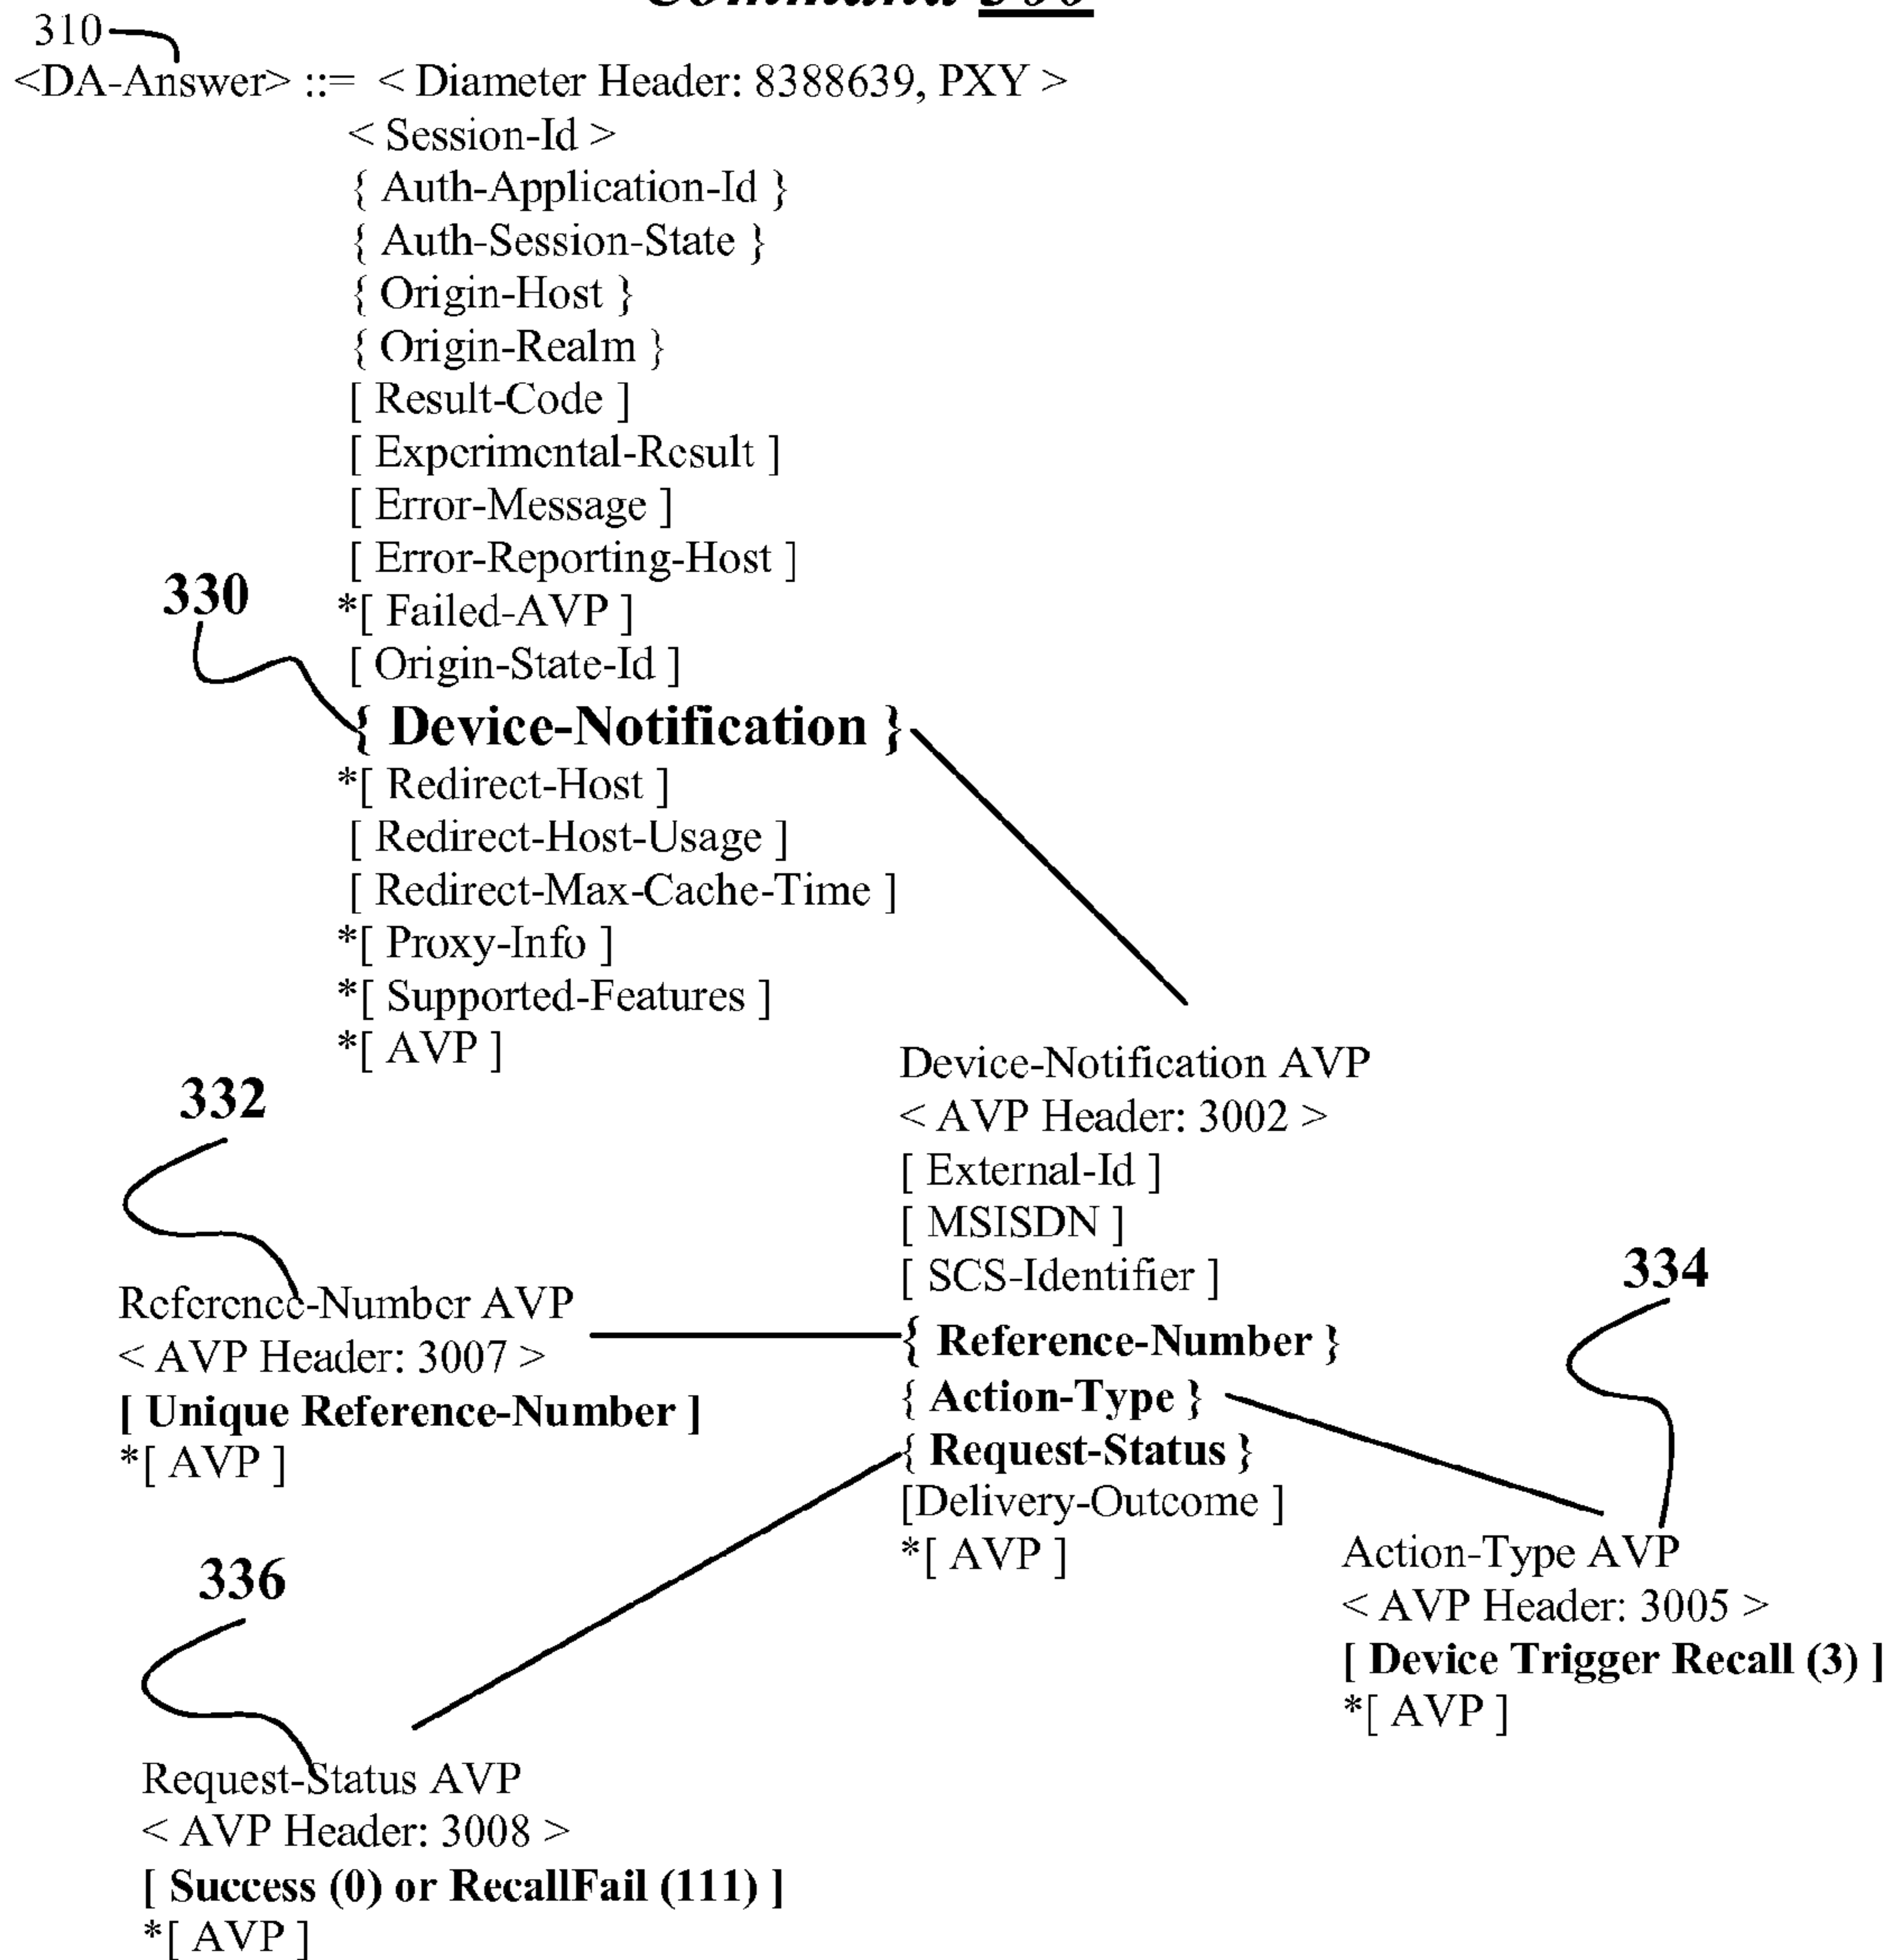 310
<DA-Answer> ::= < Diameter Header: 8388639, PXY >
< Session-Id >
{ Auth-Application-Id }
{ Auth-Session-State }
{ Origin-Host }
{ Origin-Realm }
[ Result-Code ]
[ Experimental-Result ]
[ Error-Message ]
[ Error-Reporting-Host ]
330
*[ Failed-AVP ]
[ Origin-State-Id ]
{ Device-Notification }
*[ Redirect-Host ]
[ Redirect-Host-Usage ]
[ Redirect-Max-Cache-Time ]
*[ Proxy-Info ]
*[ Supported-Features ]
*[ AVP ]
Device-Notification AVP
< AVP Header: 3002 >
[ External-Id ]
[ MSISDN ]
[ SCS-Identifier ]
{ Reference-Number }
{ Action-Type }
{ Request-Status }
[Delivery-Outcome ]
*[ AVP ]
332
Reference-Number AVP
< AVP Header: 3007 >
[ Unique Reference-Number ]
*[ AVP ]
334
Action-Type AVP
< AVP Header: 3005 >
[ Device Trigger Recall (3) ]
*[ AVP ]
336
Request-Status AVP
< AVP Header: 3008 >
[ Success (0) or RecallFail (111) ]
*[ AVP ]